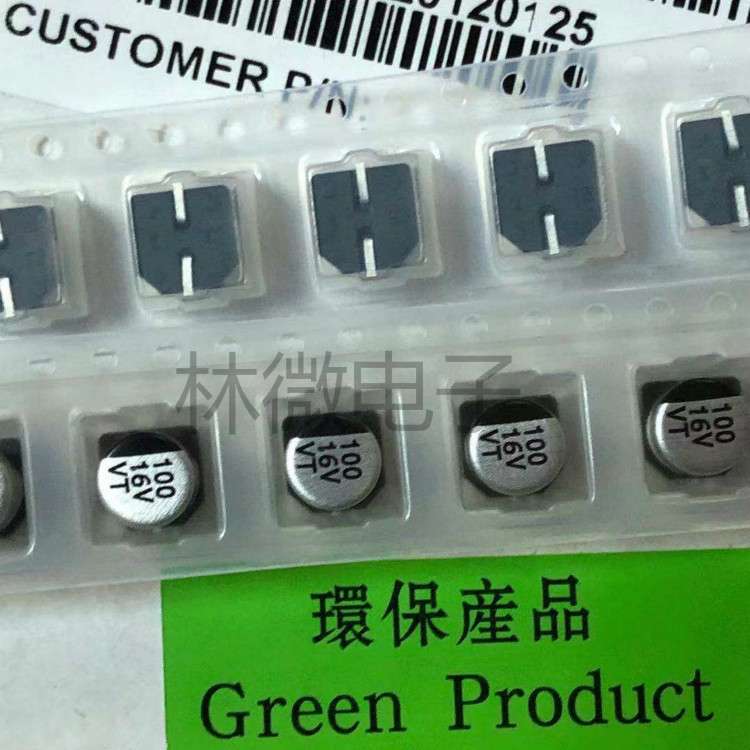 20120125
CUSTOMER P/N:
林微电子
100
16V
VT
100
16V
VT
100
16V
VT
100
16V
VT
環保産品
Green Product